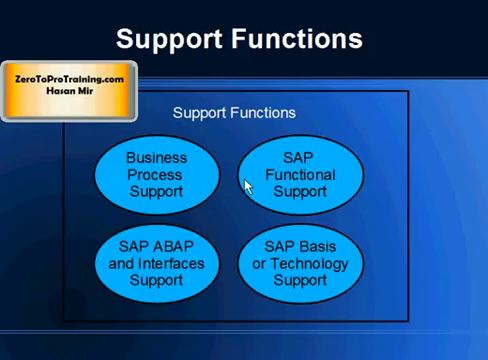 Support Functions
ZeroToProTraining.com
Hasan Mir
Support Functions
Business
Process
Support
SAP
Functional
Support
SAP ABAP
and Interfaces
Support
SAP Basis
or Technology
Support